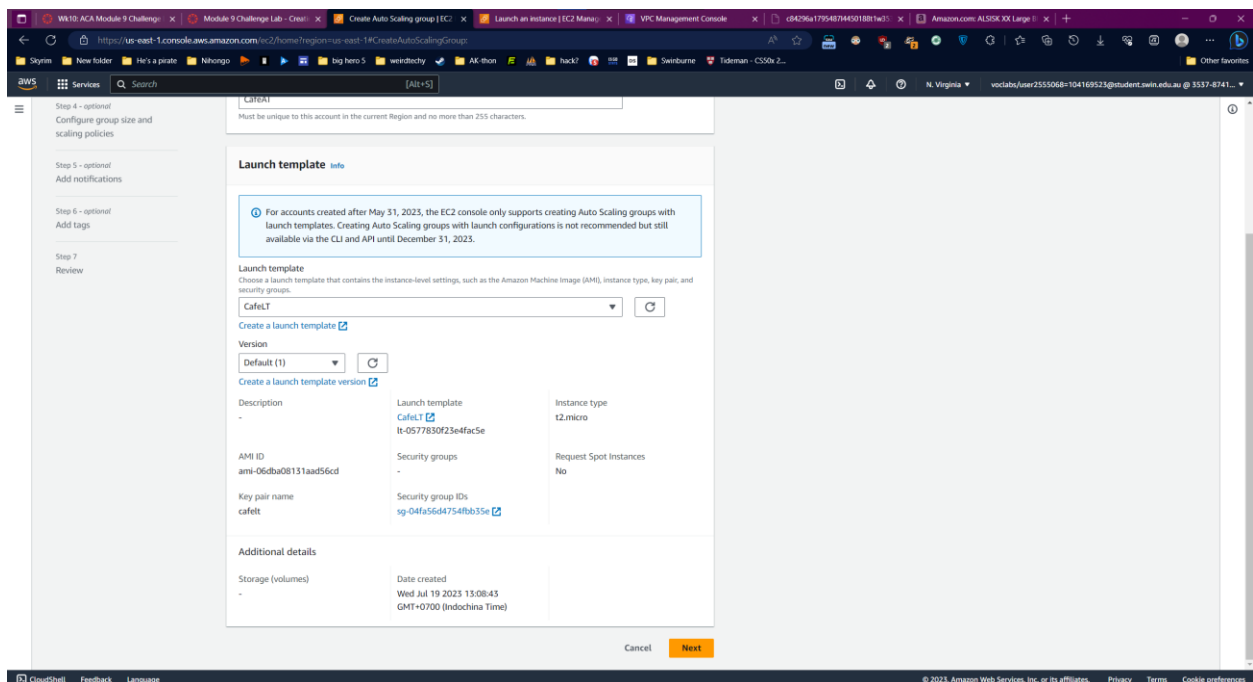 Wk10: ACA Module 9 Challenge
Module 9 Challenge Lab - Creati
Create Auto Scaling group | EC2
Launch an instance | EC2 Manag
VPC Management Console
Amazon.com: ALSISK XX Large
https://us-east-1.console.aws.amazon.com/ec2/home?region=us-east-1#CreateAutoScalingGroup:
Skyrim New folder He's a pirate Nihongo big hero 5 weirdtechy AK-thon hack? Swinburne Tideman - CS50x 2... Other favorites
aws Services Search [Alt+S] N. Virginia voclabs/user2555068=104169523@student.swin.edu.au @ 3537-8741...
Step 4 - optional
Configure group size and
scaling policies
Step 5 - optional
Add notifications
Step 6 - optional
Add tags
Step 7
Review
CafeAI
Must be unique to this account in the current Region and no more than 255 characters.
Launch template Info
For accounts created after May 31, 2023, the EC2 console only supports creating Auto Scaling groups with
launch templates. Creating Auto Scaling groups with launch configurations is not recommended but still
available via the CLI and API until December 31, 2023.
Launch template
Choose a launch template that contains the instance-level settings, such as the Amazon Machine Image (AMI), instance type, key pair, and
security groups.
CafeLT
Create a launch template
Version
Default (1)
Create a launch template version
Description
-
Launch template
CafeLT
lt-0577830f23e4fac5e
Instance type
t2.micro
AMI ID
ami-06dba08131aad56cd
Security groups
-
Request Spot Instances
No
Key pair name
cafelt
Security group IDs
sg-04fa56d4754fbb35e
Additional details
Storage (volumes)
-
Date created
Wed Jul 19 2023 13:08:43
GMT+0700 (Indochina Time)
Cancel Next
CloudShell Feedback Language © 2023, Amazon Web Services, Inc. or its affiliates. Privacy Terms Cookie preferences